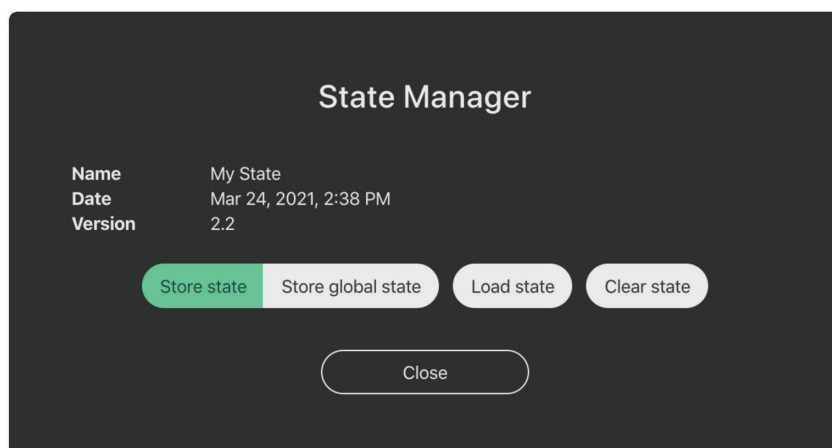 State Manager
Name My State
Date Mar 24, 2021, 2:38 PM
Version 2.2
Store state Store global state Load state Clear state
Close